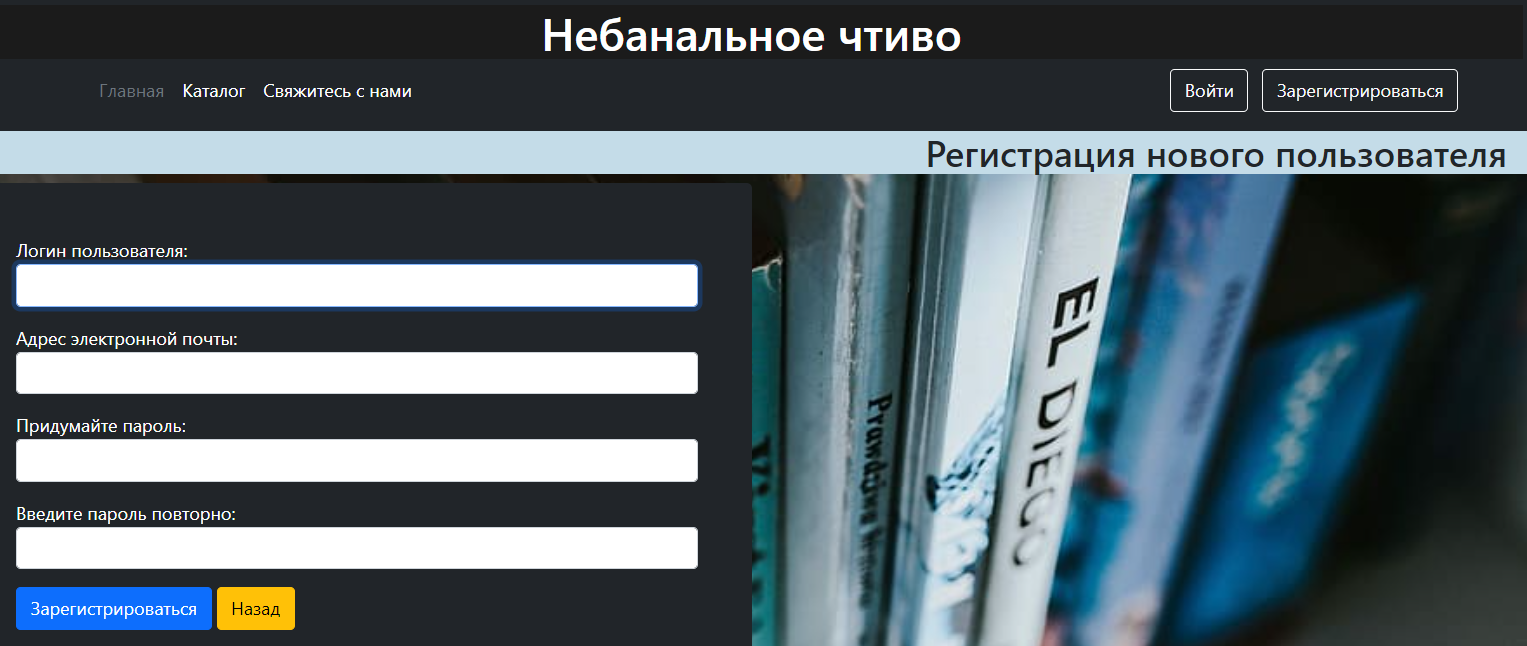 Небанальное чтиво
Главная Каталог Свяжитесь с нами Войти Зарегистрироваться
Регистрация нового пользователя
Логин пользователя:
Адрес электронной почты:
Придумайте пароль:
Введите пароль повторно:
Зарегистрироваться Назад
EL DIEGO